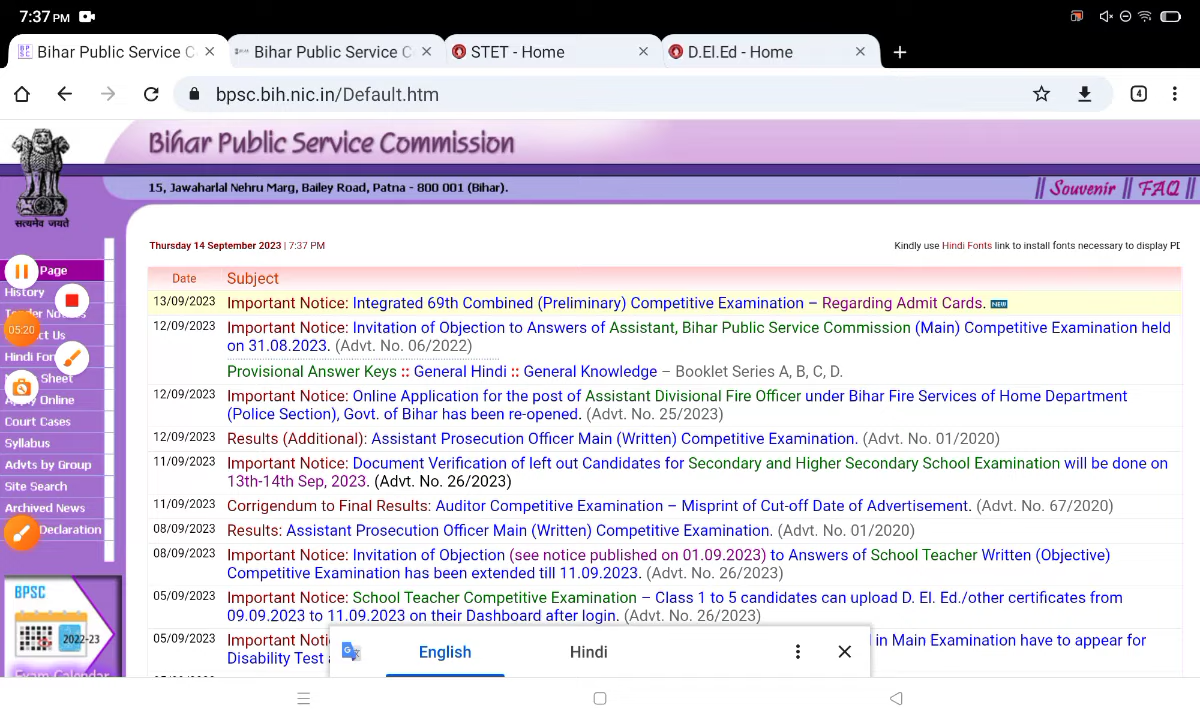 7:37 PM
Bihar Public Service C
Bihar Public Service C
STET - Home
D.El.Ed - Home
bpsc.bih.nic.in/Default.htm
4
Bihar Public Service Commission
15, Jawaharlal Nehru Marg, Bailey Road, Patna - 800 001 (Bihar).
|| Souvenir || FAQ ||
सत्यमेव जयते
Thursday 14 September 2023 | 7:37 PM
Kindly use Hindi Fonts link to install fonts necessary to display PD
Page
History
05:20
ct Us
Hindi Fon
Sheet
Online
Court Cases
Syllabus
Advts by Group
Site Search
Archived News
Declaration
BPSC
2022-23
Exam Calendar
Date Subject
13/09/2023 Important Notice: Integrated 69th Combined (Preliminary) Competitive Examination – Regarding Admit Cards. NEW
12/09/2023 Important Notice: Invitation of Objection to Answers of Assistant, Bihar Public Service Commission (Main) Competitive Examination held
on 31.08.2023. (Advt. No. 06/2022)
Provisional Answer Keys :: General Hindi :: General Knowledge – Booklet Series A, B, C, D.
12/09/2023 Important Notice: Online Application for the post of Assistant Divisional Fire Officer under Bihar Fire Services of Home Department
(Police Section), Govt. of Bihar has been re-opened. (Advt. No. 25/2023)
12/09/2023 Results (Additional): Assistant Prosecution Officer Main (Written) Competitive Examination. (Advt. No. 01/2020)
11/09/2023 Important Notice: Document Verification of left out Candidates for Secondary and Higher Secondary School Examination will be done on
13th-14th Sep, 2023. (Advt. No. 26/2023)
11/09/2023 Corrigendum to Final Results: Auditor Competitive Examination – Misprint of Cut-off Date of Advertisement. (Advt. No. 67/2020)
08/09/2023 Results: Assistant Prosecution Officer Main (Written) Competitive Examination. (Advt. No. 01/2020)
08/09/2023 Important Notice: Invitation of Objection (see notice published on 01.09.2023) to Answers of School Teacher Written (Objective)
Competitive Examination has been extended till 11.09.2023. (Advt. No. 26/2023)
05/09/2023 Important Notice: School Teacher Competitive Examination – Class 1 to 5 candidates can upload D. El. Ed./other certificates from
09.09.2023 to 11.09.2023 on their Dashboard after login. (Advt. No. 26/2023)
05/09/2023 Important Noti in Main Examination have to appear for
Disability Test
English
Hindi